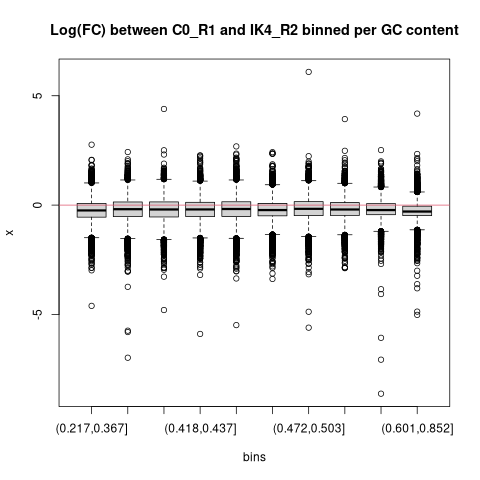 Log(FC) between C0_R1 and IK4_R2 binned per GC content
5
0
-5
x
(0.217,0.367]
(0.418,0.437]
(0.472,0.503]
(0.601,0.852]
bins